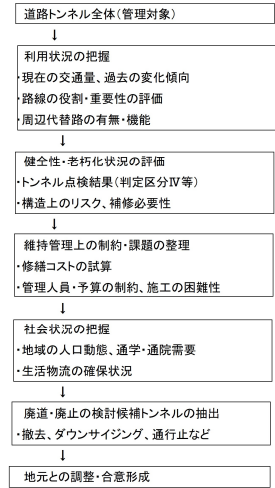 道路トンネル全体（管理対象）
↓
利用状況の把握
・現在の交通量、過去の変化傾向
・路線の役割・重要性の評価
・周辺代替路の有無・機能
↓
健全性・老朽化状況の評価
・トンネル点検結果（判定区分Ⅳ等）
・構造上のリスク、補修必要性
↓
維持管理上の制約・課題の整理
・修繕コストの試算
・管理人員・予算の制約、施工の困難性
↓
社会状況の把握
・地域の人口動態、通学・通院需要
・生活物流の確保状況
↓
廃道・廃止の検討候補トンネルの抽出
・撤去、ダウンサイジング、通行止など
↓
地元との調整・合意形成